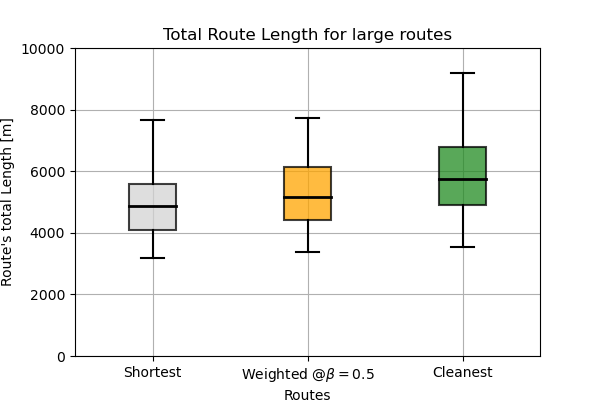 Total Route Length for large routes
10000
8000
6000
4000
2000
0
Route's total Length [m]
Shortest
Weighted @β = 0.5
Cleanest
Routes